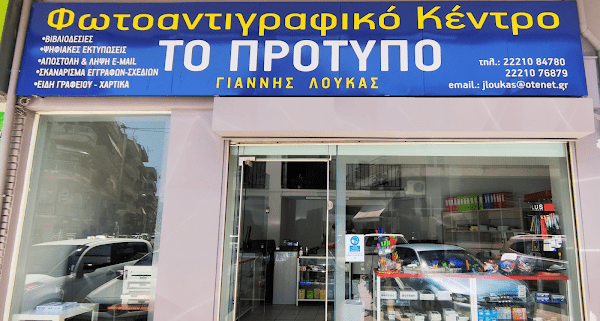 Φωτοαντιγραφικό Κέντρο
•ΒΙΒΛΙΟΔΕΣΙΕΣ
•ΨΗΦΙΑΚΕΣ ΕΚΤΥΠΩΣΕΙΣ
•ΑΠΟΣΤΟΛΗ & ΛΗΨΗ E-MAIL
•ΣΚΑΝΑΡΙΣΜΑ ΕΓΓΡΑΦΩΝ-ΣΧΕΔΙΩΝ
•ΕΙΔΗ ΓΡΑΦΕΙΟΥ - ΧΑΡΤΙΚΑ
ΤΟ ΠΡΟΤΥΠΟ
ΓΙΑΝΝΗΣ ΛΟΥΚΑΣ
τηλ.: 22210 84780
22210 76879
email.: jloukas@otenet.gr
PLUS